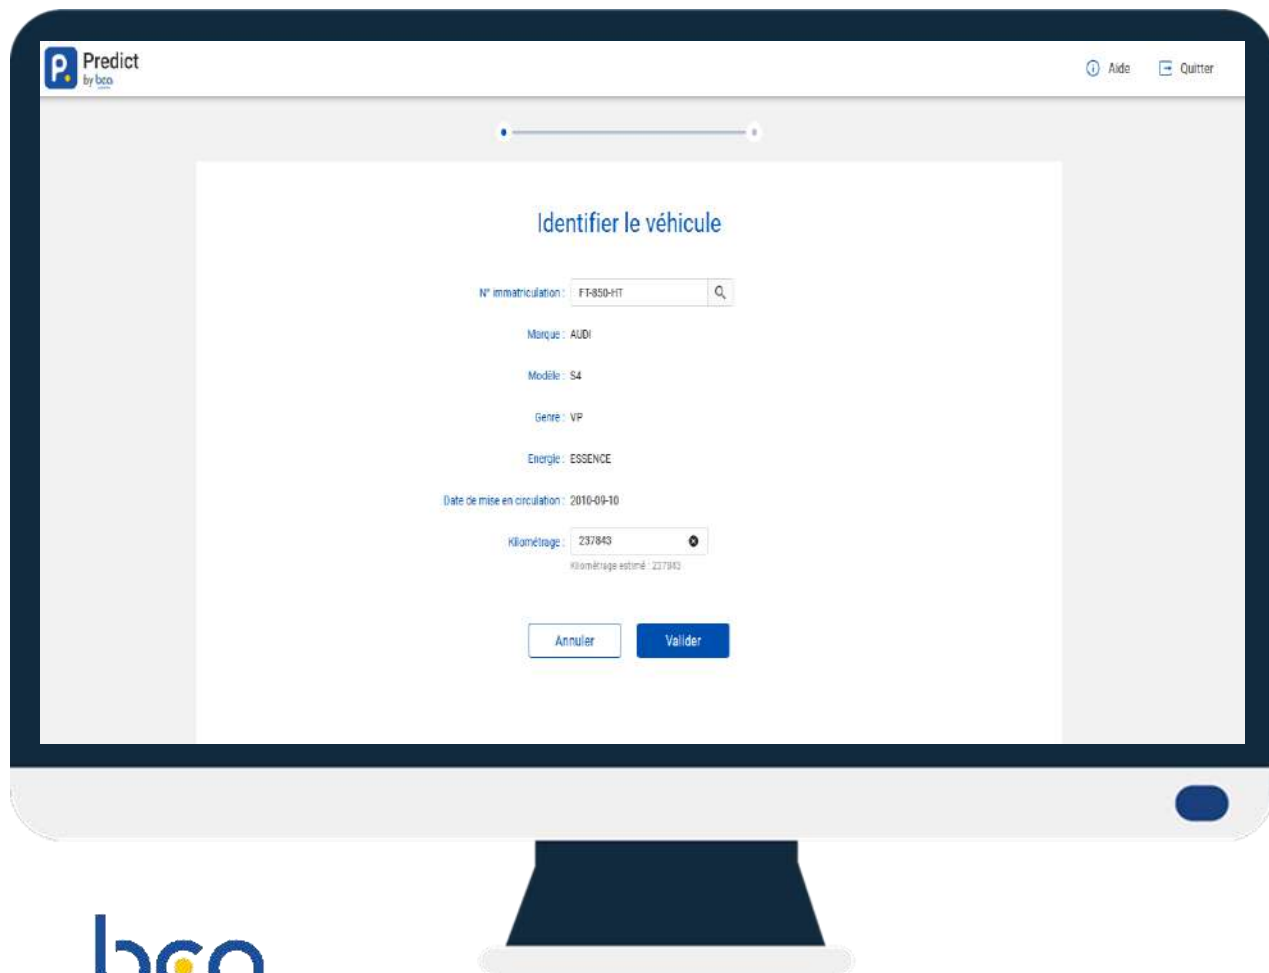 Predict
by bca
Aide
Quitter
Identifier le véhicule
N° immatriculation : FT-850-HT
Marque : AUDI
Modèle : S4
Genre : VP
Energie : ESSENCE
Date de mise en circulation : 2010-09-10
Kilométrage : 237843
Kilométrage estimé : 237843
Annuler
Valider
bca